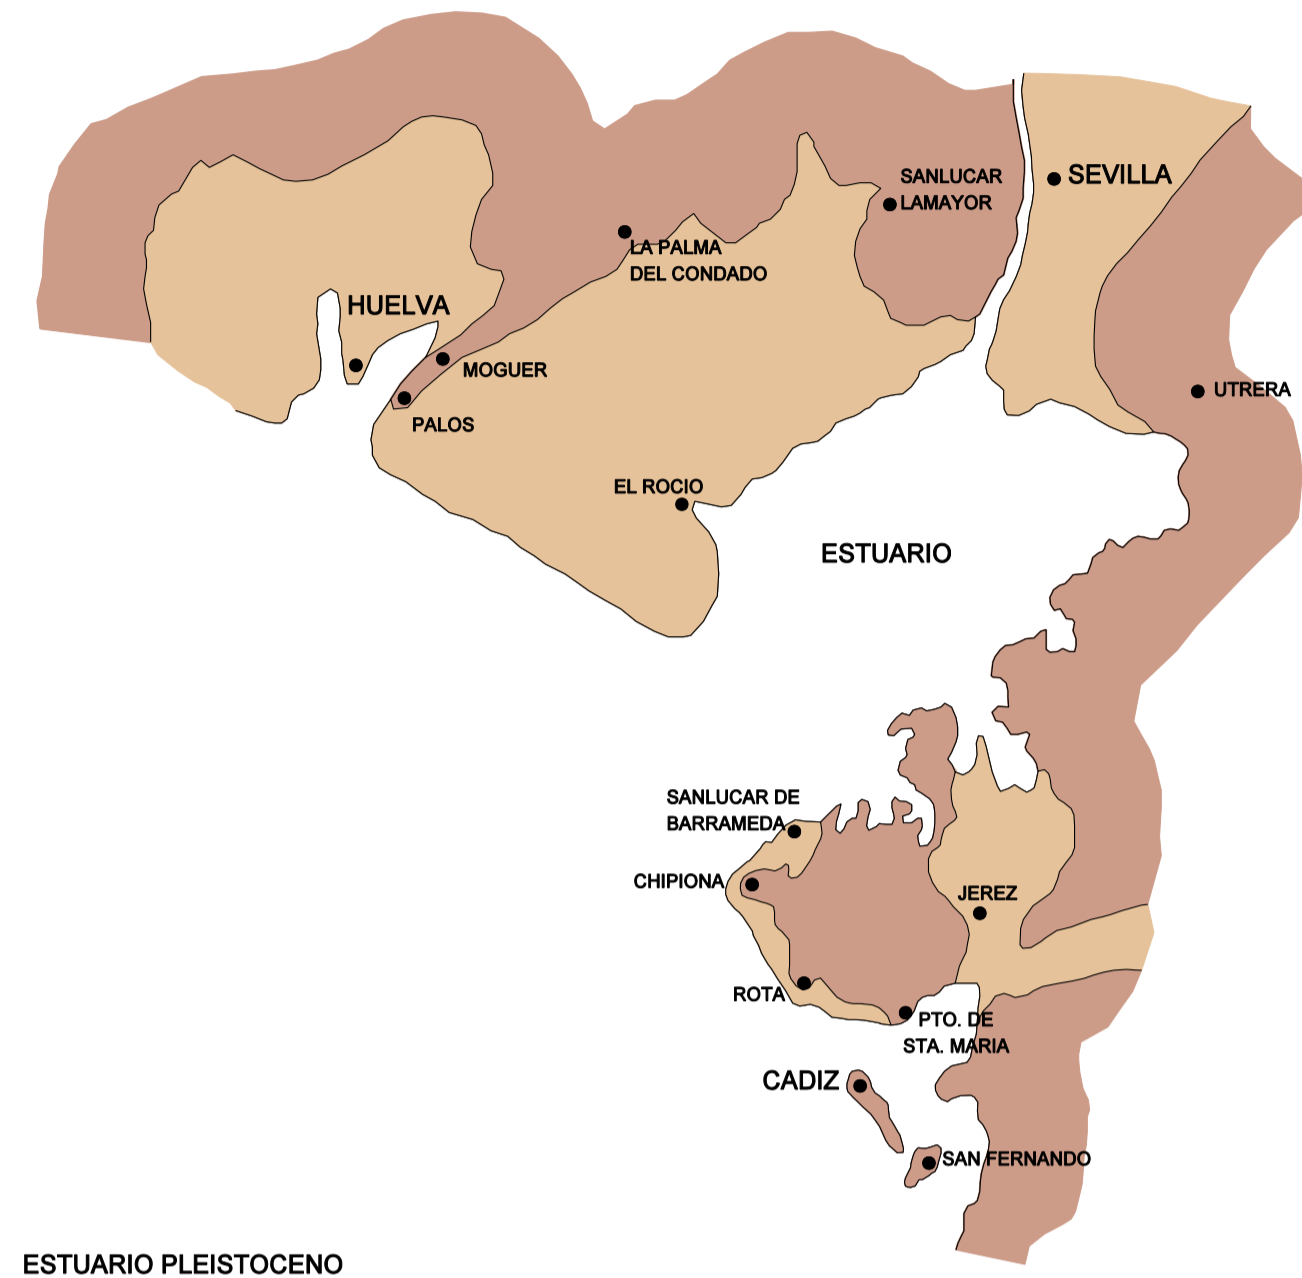 SEVILLA
SANLUCAR
LAMAYOR
LA PALMA
DEL CONDADO
HUELVA
MOGUER
UTRERA
PALOS
EL ROCIO
ESTUARIO
SANLUCAR DE
BARRAMEDA
CHIPIONA
JEREZ
ROTA
PTO. DE
STA. MARIA
CADIZ
SAN FERNANDO
ESTUARIO PLEISTOCENO